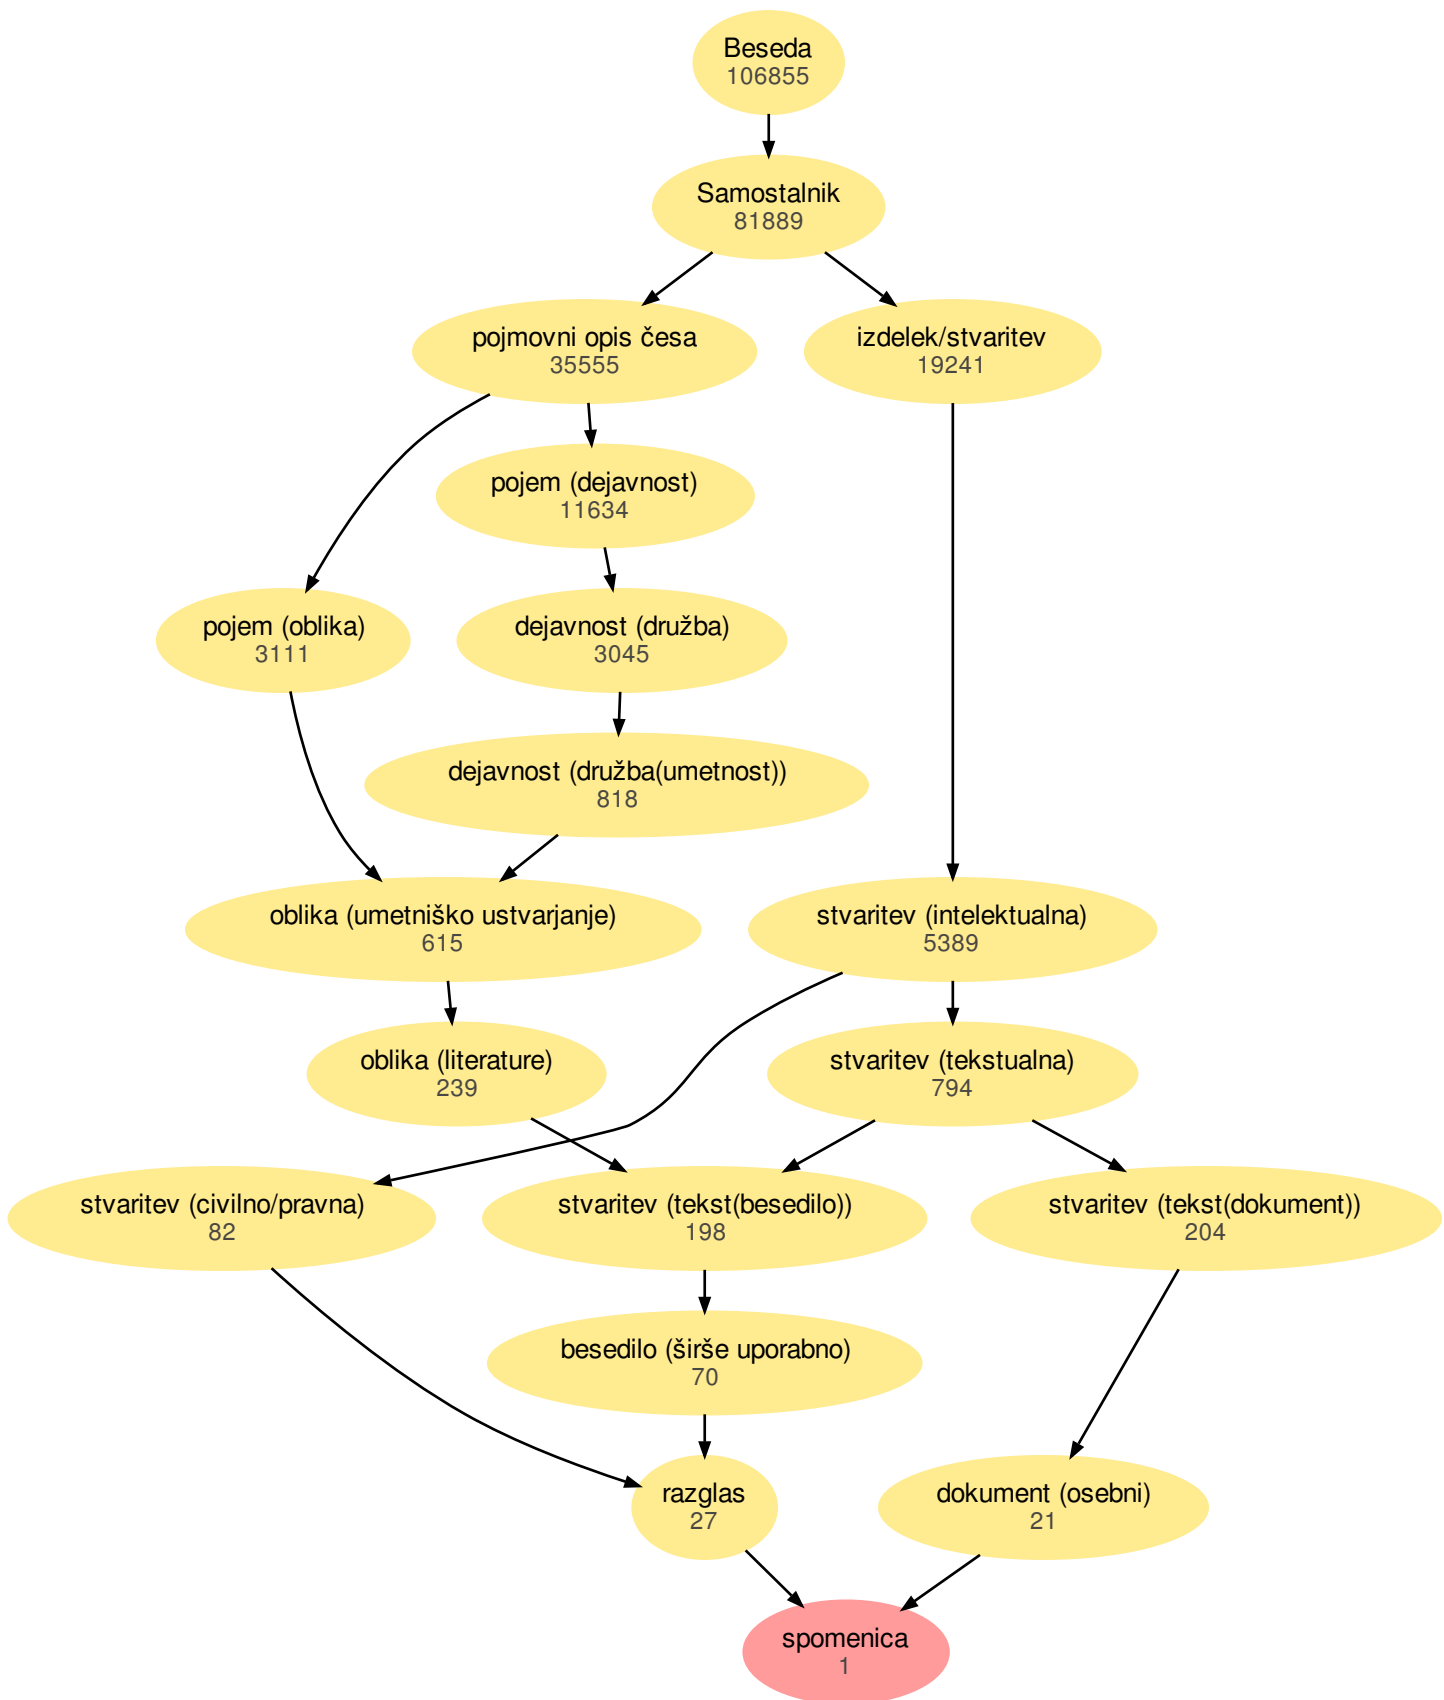 Beseda
106855
Samostalnik
81889
pojmovni opis česa
35555
izdelek/stvaritev
19241
pojem (dejavnost)
11634
pojem (oblika)
3111
dejavnost (družba)
3045
dejavnost (družba(umetnost))
818
oblika (umetniško ustvarjanje)
615
stvaritev (intelektualna)
5389
oblika (literature)
239
stvaritev (tekstualna)
794
stvaritev (civilno/pravna)
82
stvaritev (tekst(besedilo))
198
stvaritev (tekst(dokument))
204
besedilo (širše uporabno)
70
razglas
27
dokument (osebni)
21
spomenica
1